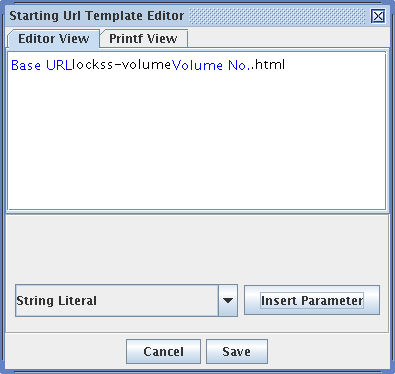 Starting Url Template Editor
Editor View Printf View
Base URLlockss-volumeVolume No..html
String Literal Insert Parameter
Cancel Save